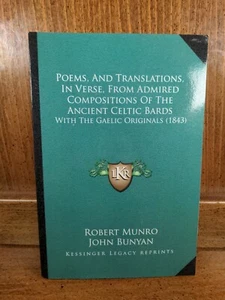 Poems, And Translations,
In Verse, From Admired
Compositions Of The
Ancient Celtic Bards
With The Gaelic Originals (1843)
Robert Munro
John Bunyan
Kessinger Legacy Reprints